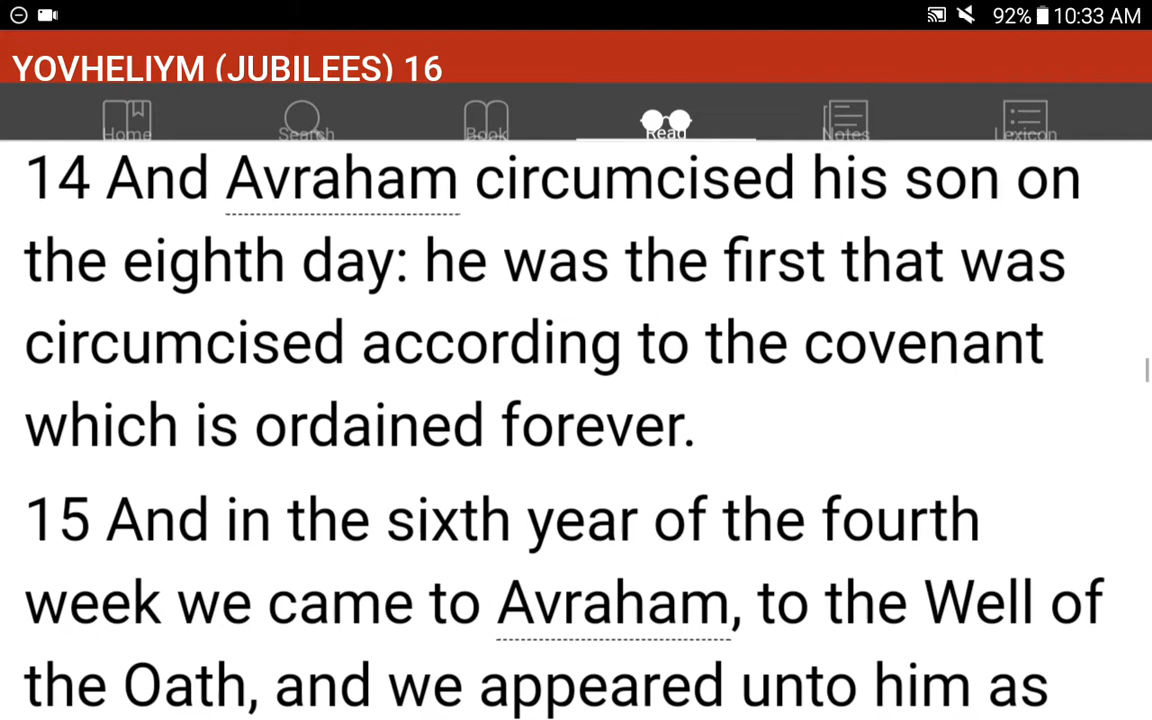 92% 10:33 AM
YOVHELIYM (JUBILEES) 16
Home Search Book Read Notes Lexicon
14 And Avraham circumcised his son on
the eighth day: he was the first that was
circumcised according to the covenant
which is ordained forever.
15 And in the sixth year of the fourth
week we came to Avraham, to the Well of
the Oath, and we appeared unto him as